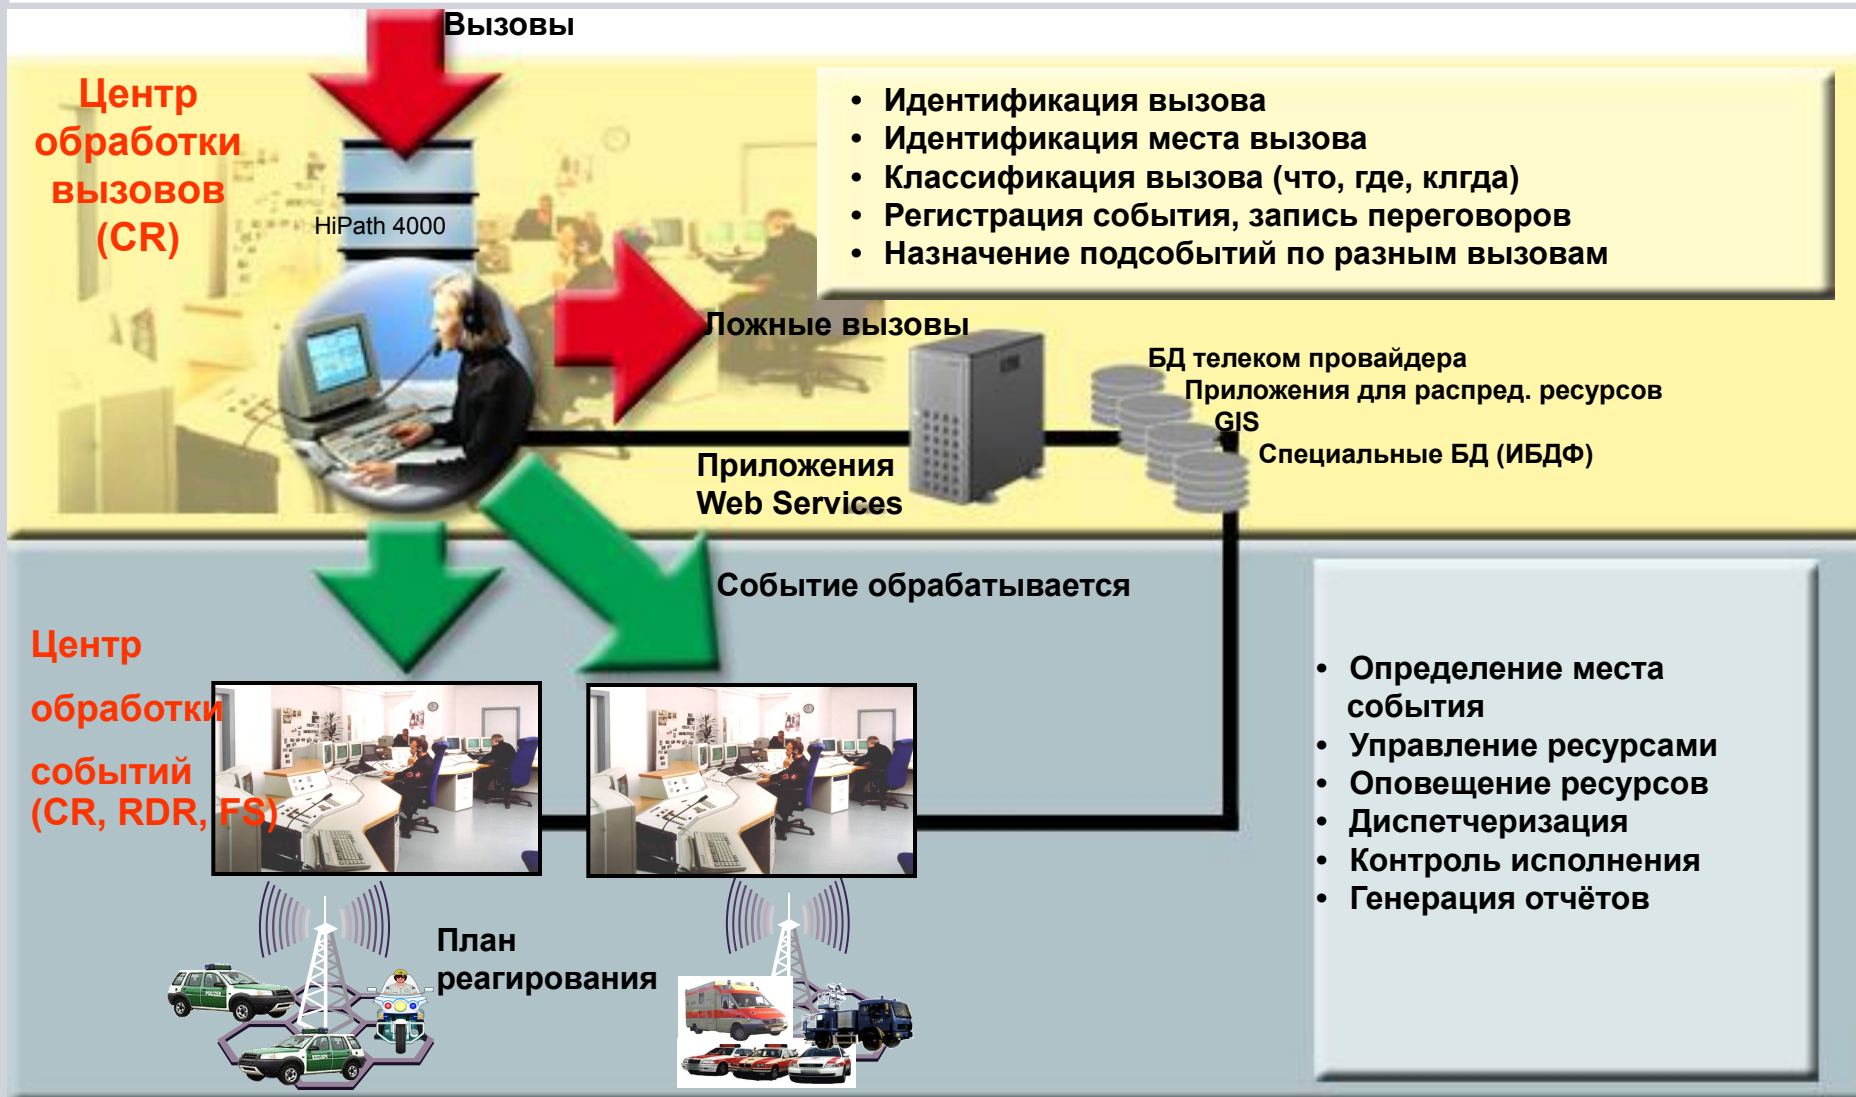 Вызовы
Центр
обработки
вызовов
(CR)
HiPath 4000
• Идентификация вызова
• Идентификация места вызова
• Классификация вызова (что, где, клгда)
• Регистрация события, запись переговоров
• Назначение подсобытий по разным вызовам
Ложные вызовы
БД телеком провайдера
Приложения для распред. ресурсов
GIS
Специальные БД (ИБДФ)
Приложения
Web Services
Событие обрабатывается
Центр
обработки
событий
(CR, RDR, FS)
• Определение места
события
• Управление ресурсами
• Оповещение ресурсов
• Диспетчеризация
• Контроль исполнения
• Генерация отчётов
План
реагирования